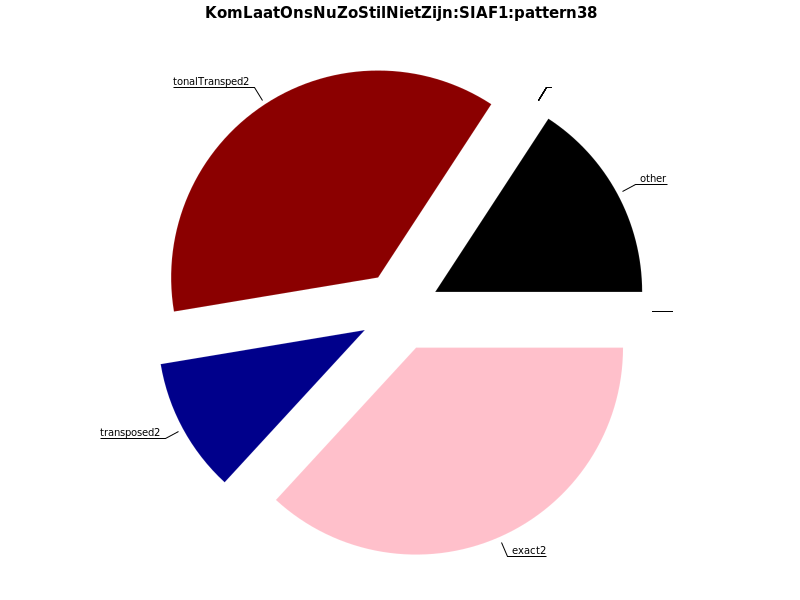 KomLaatOnsNuZoStilNietZijn:SIAF1:pattern38
tonalTransped2
other
transposed2
exact2